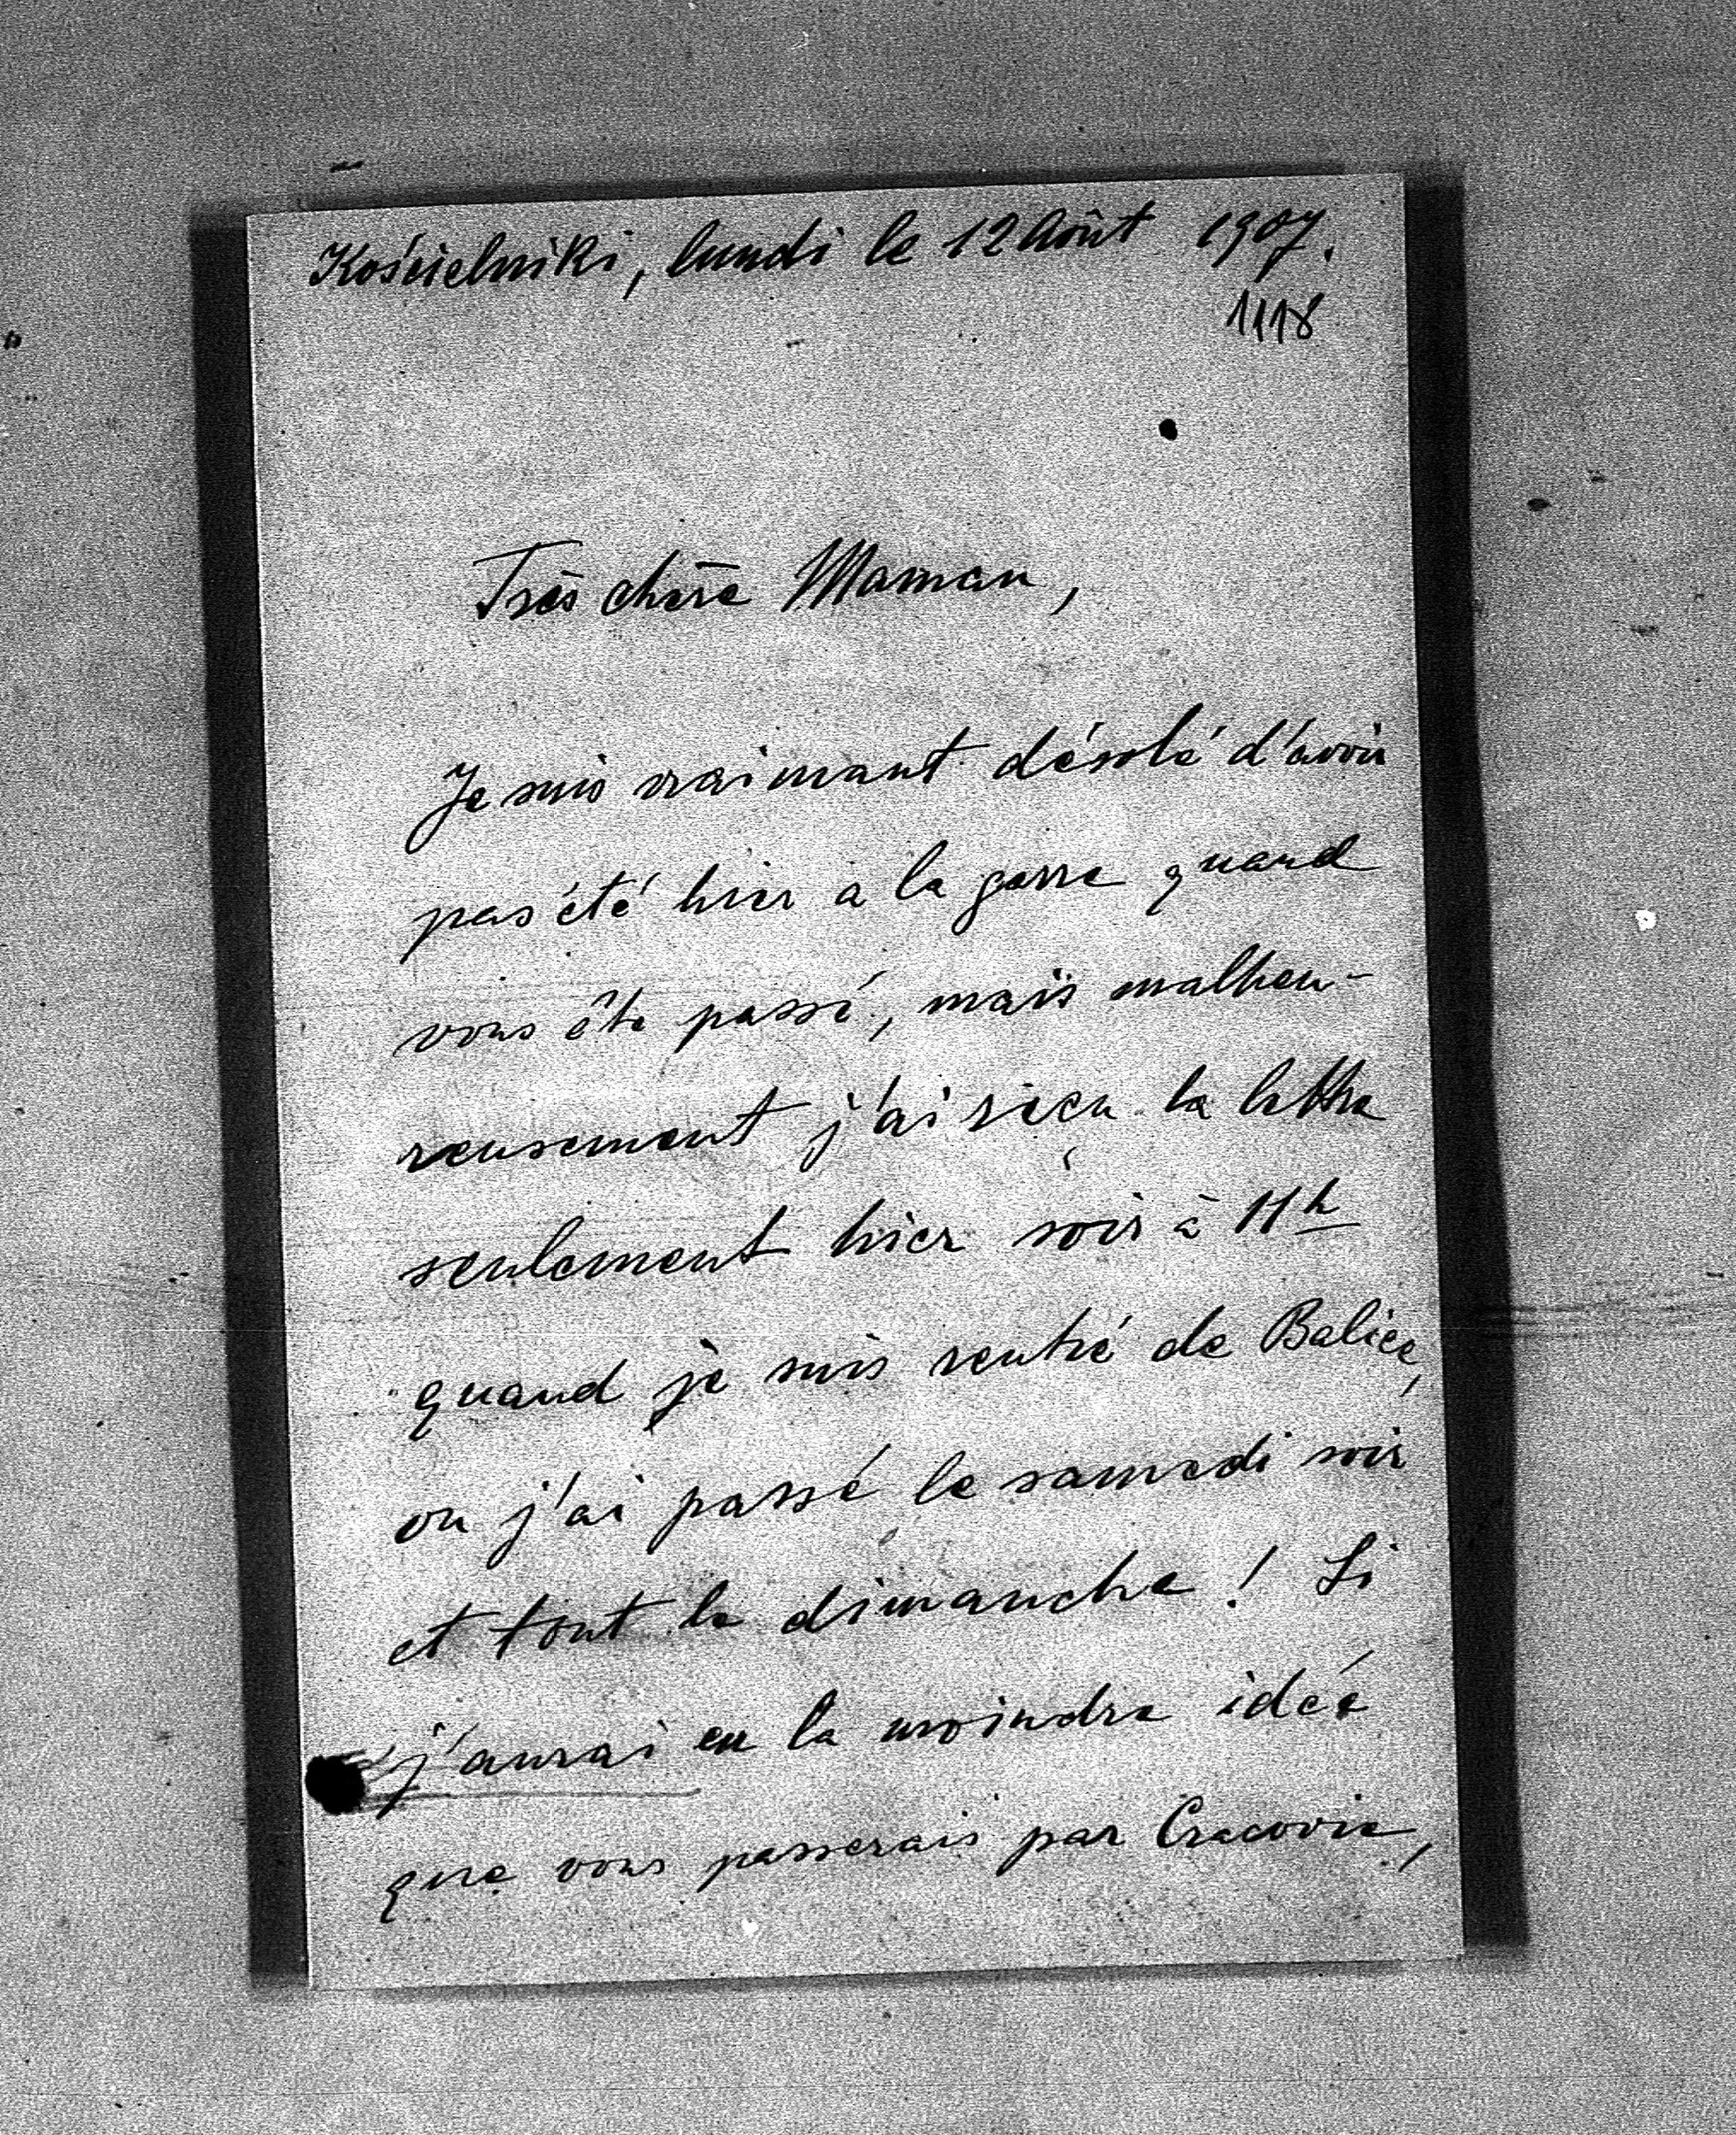 Kościelniki, lundi le 12 Août 1907.
1118
Très chère Maman,
Je suis vraimant désolé d'avoir
pas été hier a la garre quand
vous ête passé, mais malheu-
reusement j'ai reçu la lettre
seulement hier soir à 11h
quand je suis rentré de Balice,
ou j'ai passé le samedi soir
et tout le dimanche! Si
j'aurai eu la moindre idée
que vous passerais par Cracovie,